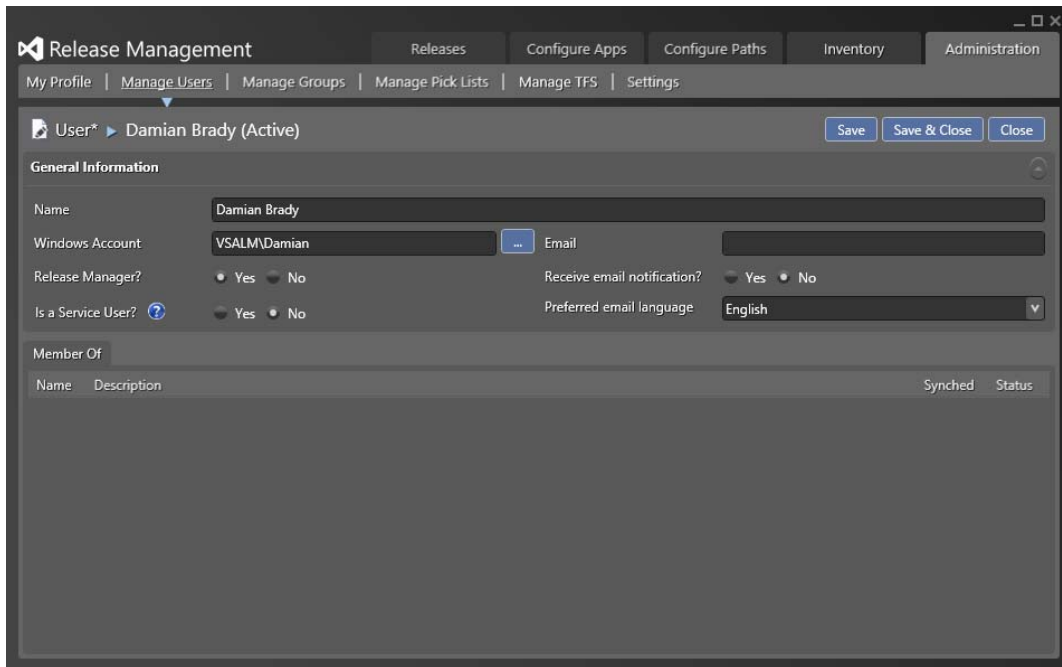 Release Management
Releases
Configure Apps
Configure Paths
Inventory
Administration
My Profile | Manage Users | Manage Groups | Manage Pick Lists | Manage TFS | Settings
User* Damian Brady (Active)
Save
Save & Close
Close
General Information
Name
Damian Brady
Windows Account
VSALM\Damian
...
Email
Release Manager?
Yes
No
Receive email notification?
Yes
No
Is a Service User? ?
Yes
No
Preferred email language
English
Member Of
Name
Description
Synched
Status